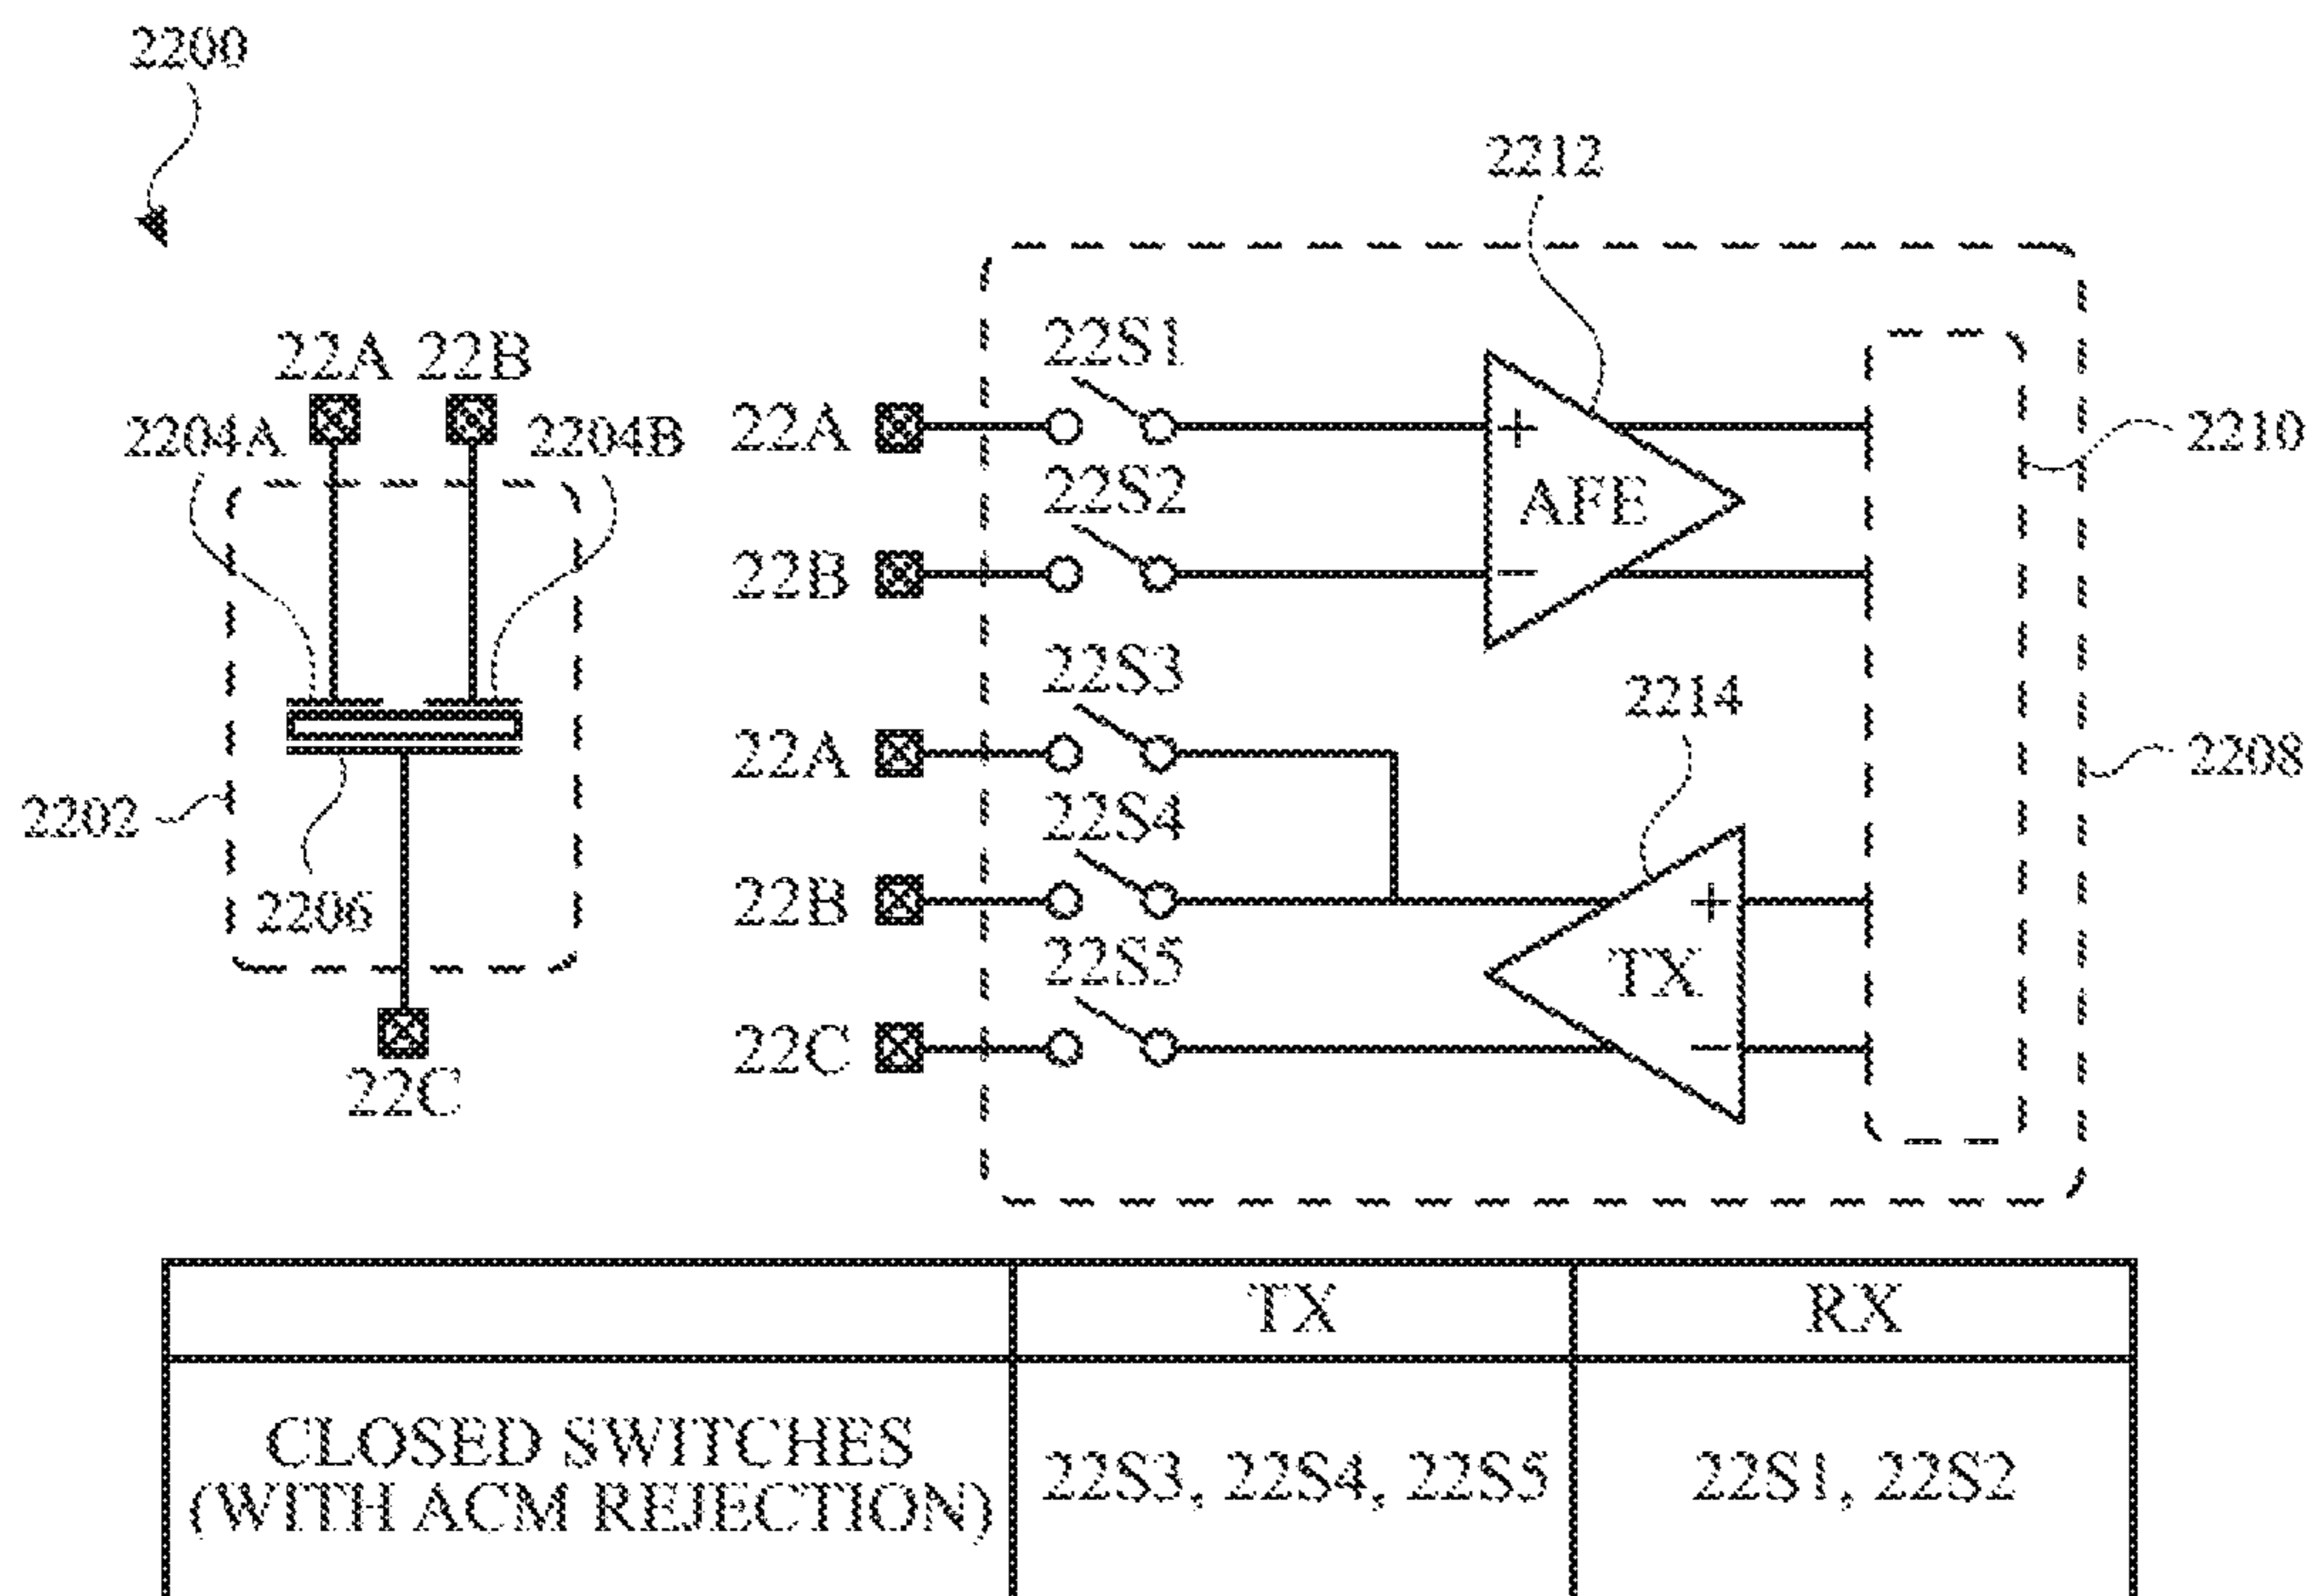 2200
2212
22A 22B
2204A
2204B
22S1
22A
+
2210
22S2
AFE
22B
−
22S3
2214
22A
2208
22S4
2202
2206
22B
+
22S5
TX
22C
−
22C
TX
RX
CLOSED SWITCHES
(WITH ACM REJECTION)
22S3, 22S4, 22S5
22S1, 22S2